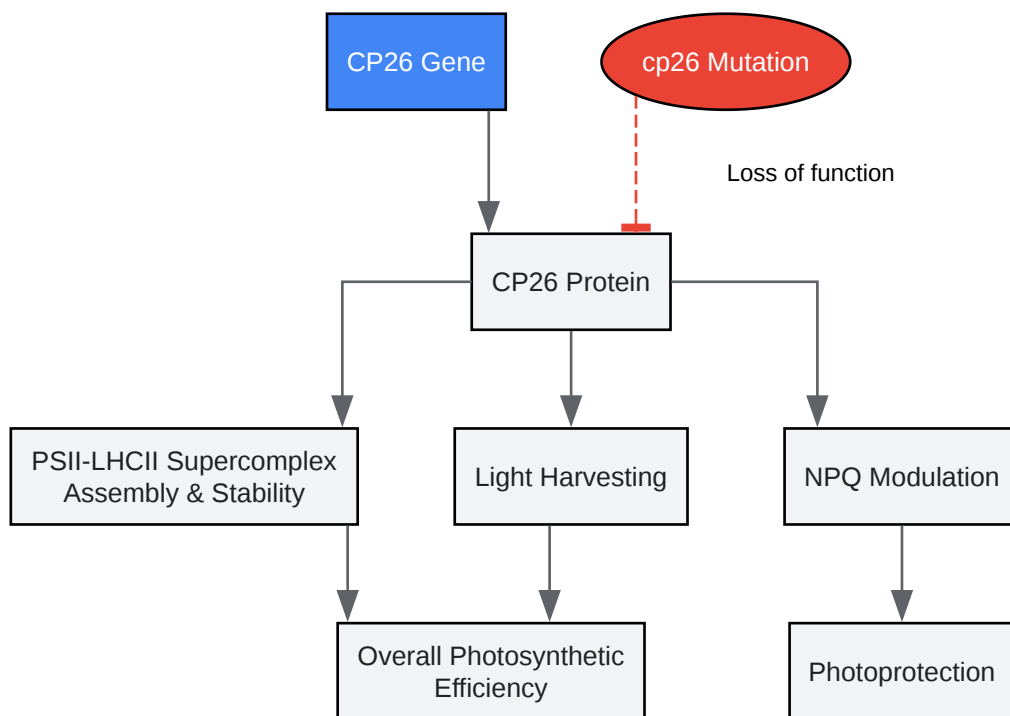 CP26 Gene
cp26 Mutation
Loss of function
CP26 Protein
PSII-LHCII Supercomplex
Assembly & Stability
Light Harvesting
NPQ Modulation
Overall Photosynthetic
Efficiency
Photoprotection